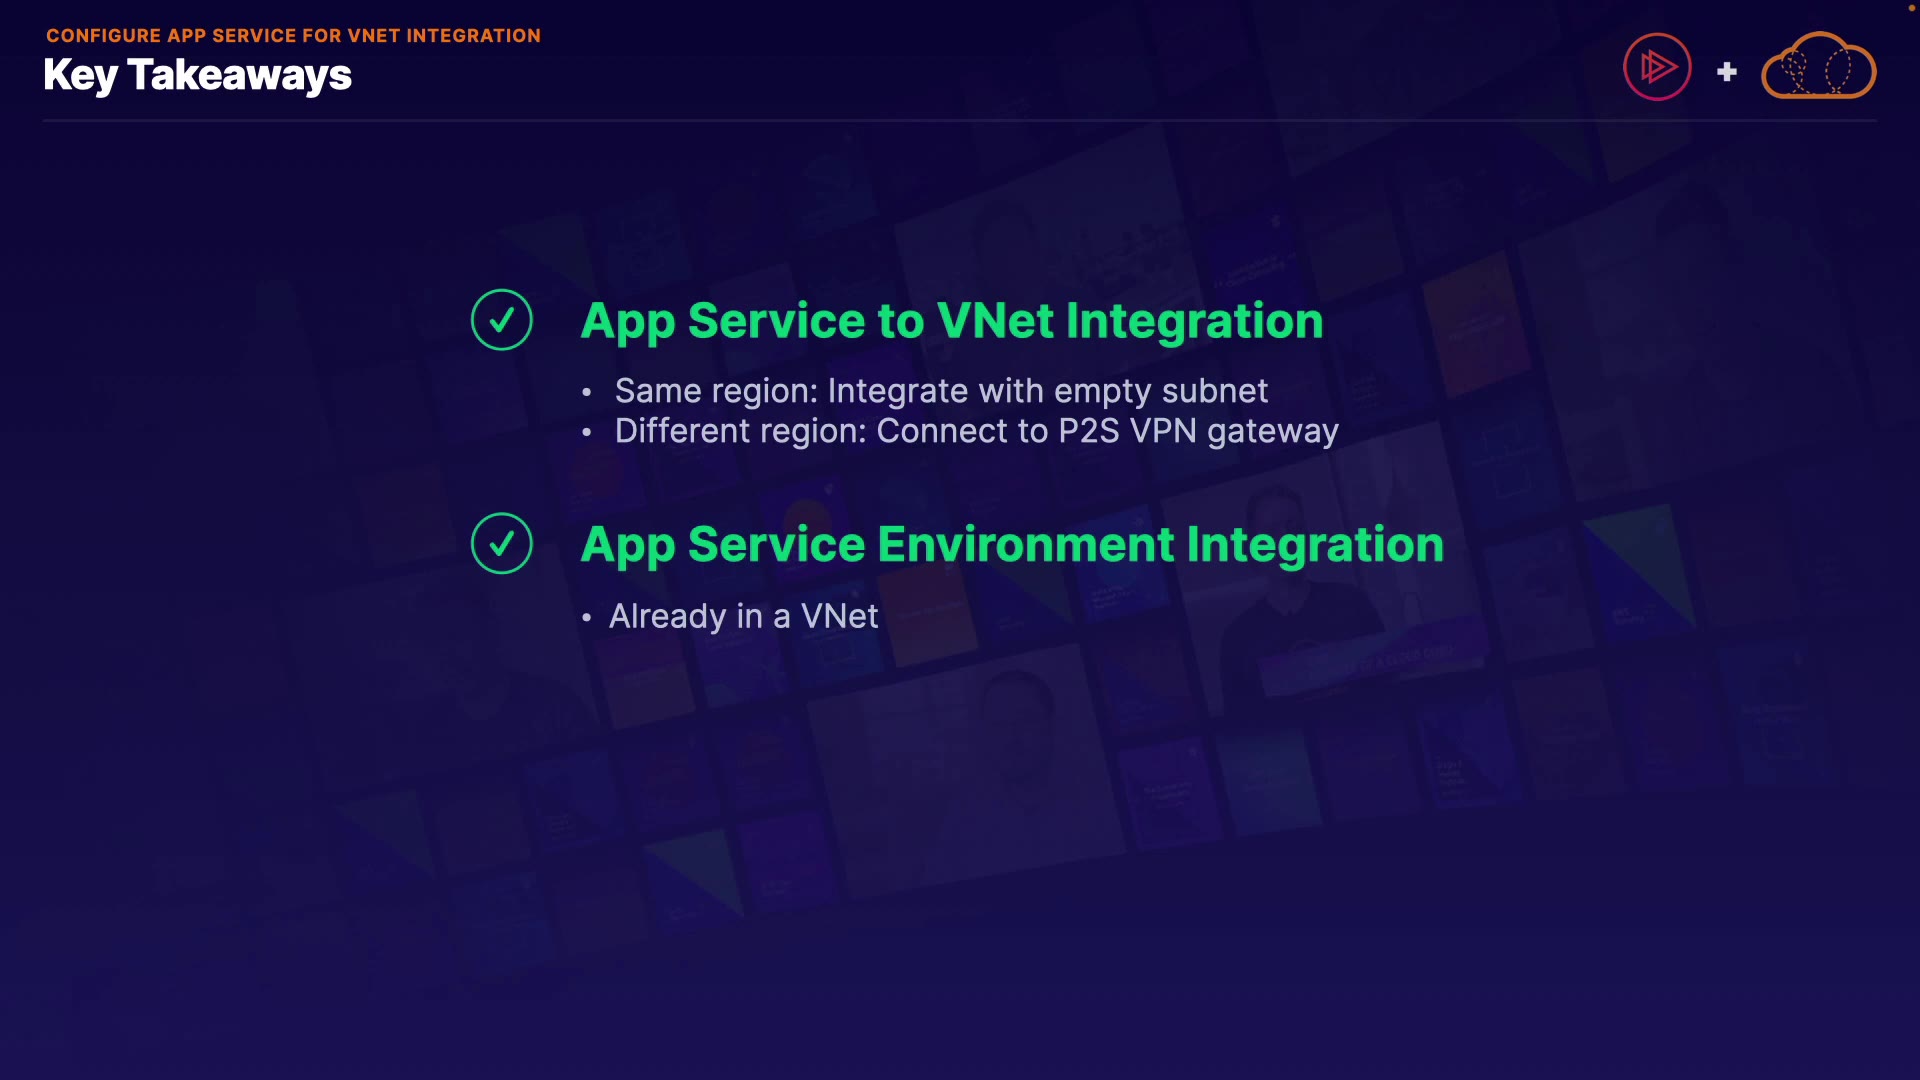 CONFIGURE APP SERVICE FOR VNET INTEGRATION
Key Takeaways
+
App Service to VNet Integration
• Same region: Integrate with empty subnet
• Different region: Connect to P2S VPN gateway
App Service Environment Integration
• Already in a VNet